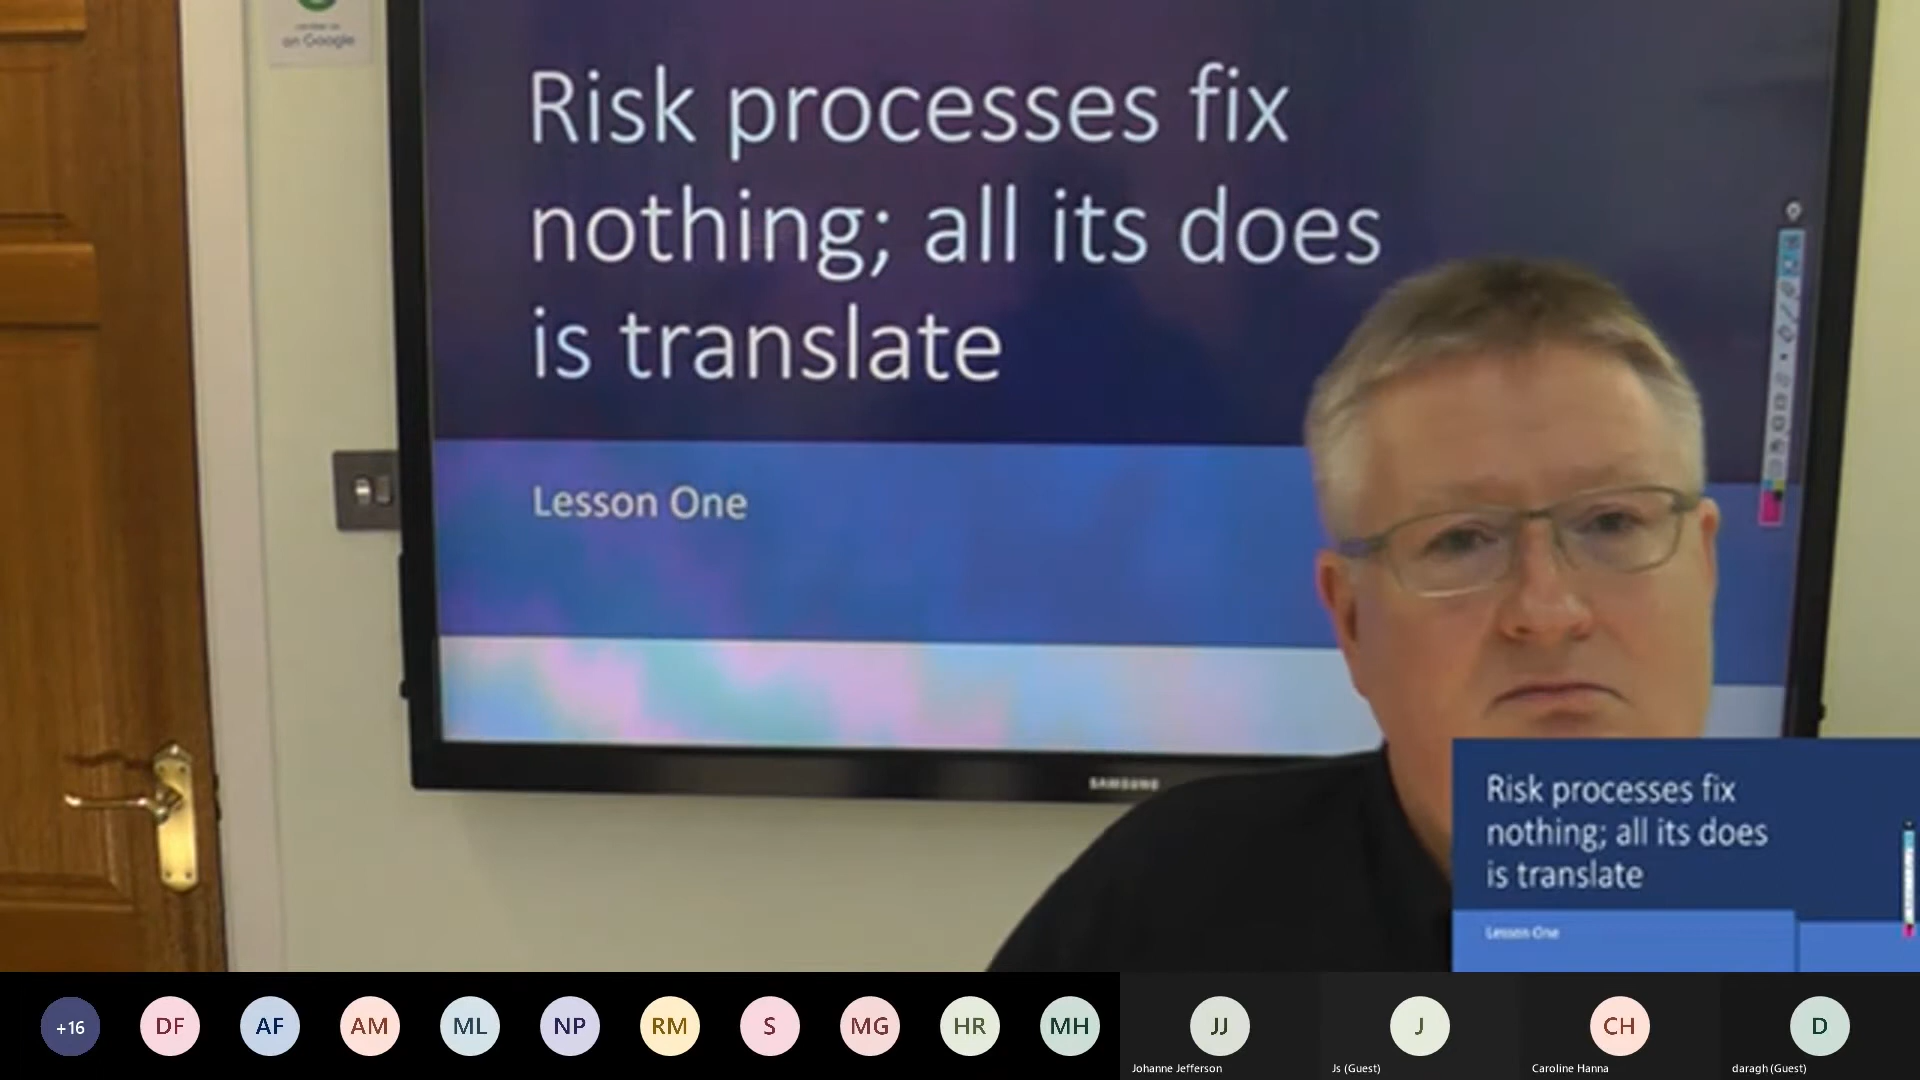 on Google
Risk processes fix
nothing; all its does
is translate
Lesson One
SAMSUNG
Risk processes fix
nothing; all its does
is translate
Lesson One
+16
DF
AF
AM
ML
NP
RM
S
MG
HR
MH
JJ
J
CH
D
Johanne Jefferson
Js (Guest)
Caroline Hanna
daragh (Guest)